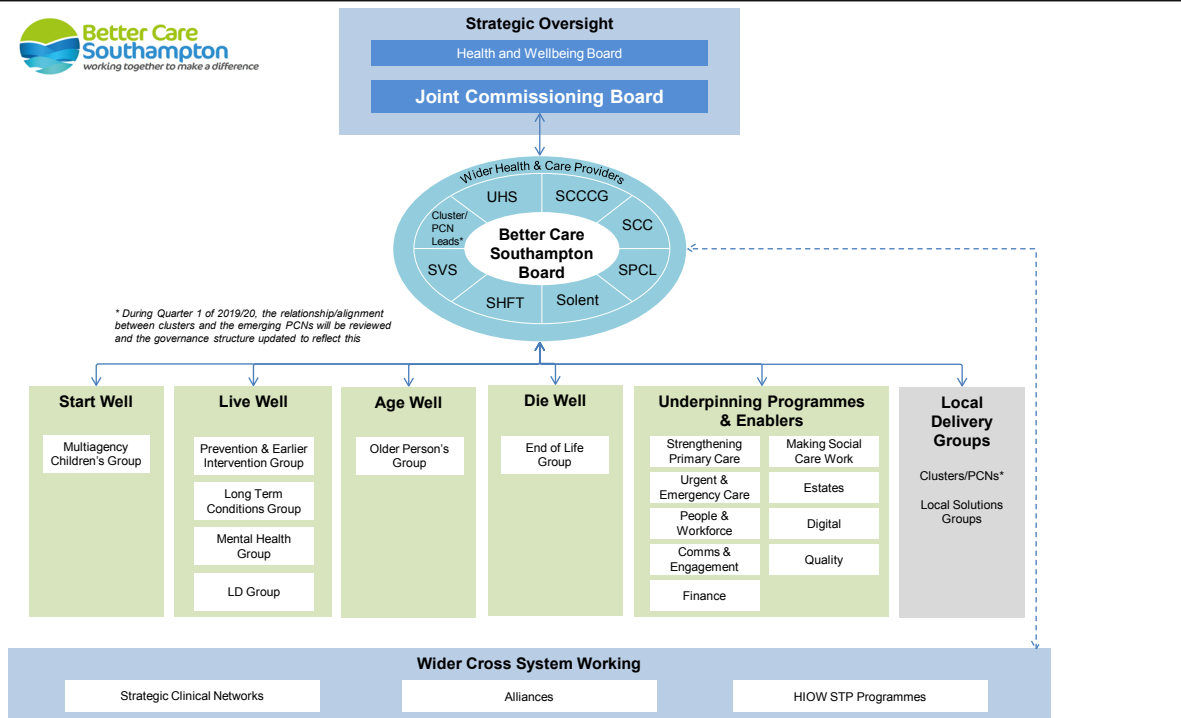 Better Care
Southampton
working together to make a difference
Strategic Oversight
Health and Wellbeing Board
Joint Commissioning Board
Wider Health & Care Providers
UHS
SCCCG
Cluster/
PCN
Leads*
SCC
Better Care
Southampton
Board
SVS
SPCL
SHFT
Solent
* During Quarter 1 of 2019/20, the relationship/alignment
between clusters and the emerging PCNs will be reviewed
and the governance structure updated to reflect this
Start Well
Multiagency
Children's Group
Live Well
Prevention & Earlier
Intervention Group
Long Term
Conditions Group
Mental Health
Group
LD Group
Age Well
Older Person's
Group
Die Well
End of Life
Group
Underpinning Programmes
& Enablers
Strengthening
Primary Care
Making Social
Care Work
Urgent &
Emergency Care
Estates
People &
Workforce
Digital
Comms &
Engagement
Quality
Finance
Local
Delivery
Groups
Clusters/PCNs*
Local Solutions
Groups
Wider Cross System Working
Strategic Clinical Networks
Alliances
HIOW STP Programmes